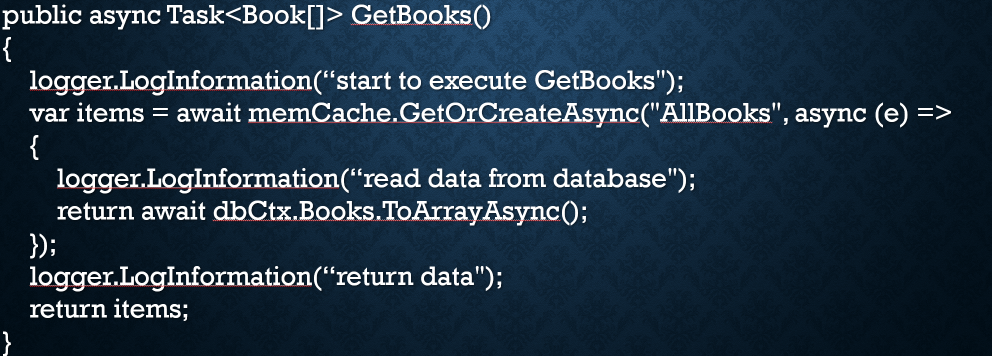 public async Task<Book[]> GetBooks()
{
logger.LogInformation(“start to execute GetBooks");
var items = await memCache.GetOrCreateAsync("AllBooks", async (e) =>
{
logger.LogInformation(“read data from database");
return await dbCtx.Books.ToArrayAsync();
});
logger.LogInformation(“return data");
return items;
}